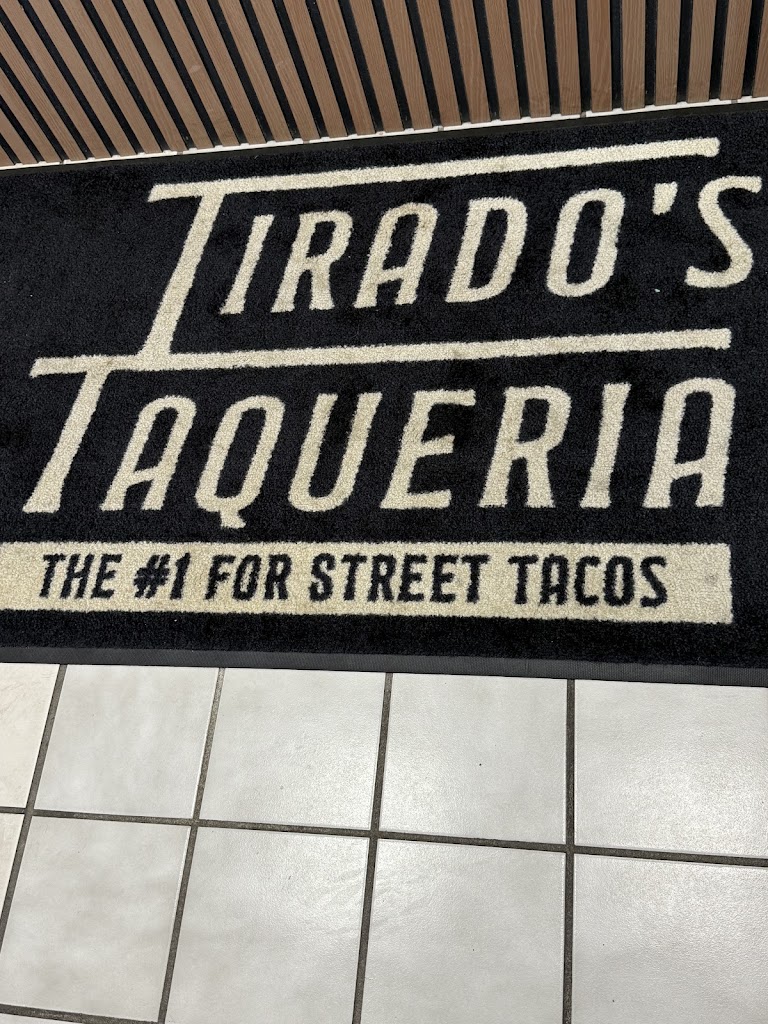 TIRADO'S
TAQUERIA
THE #1 FOR STREET TACOS